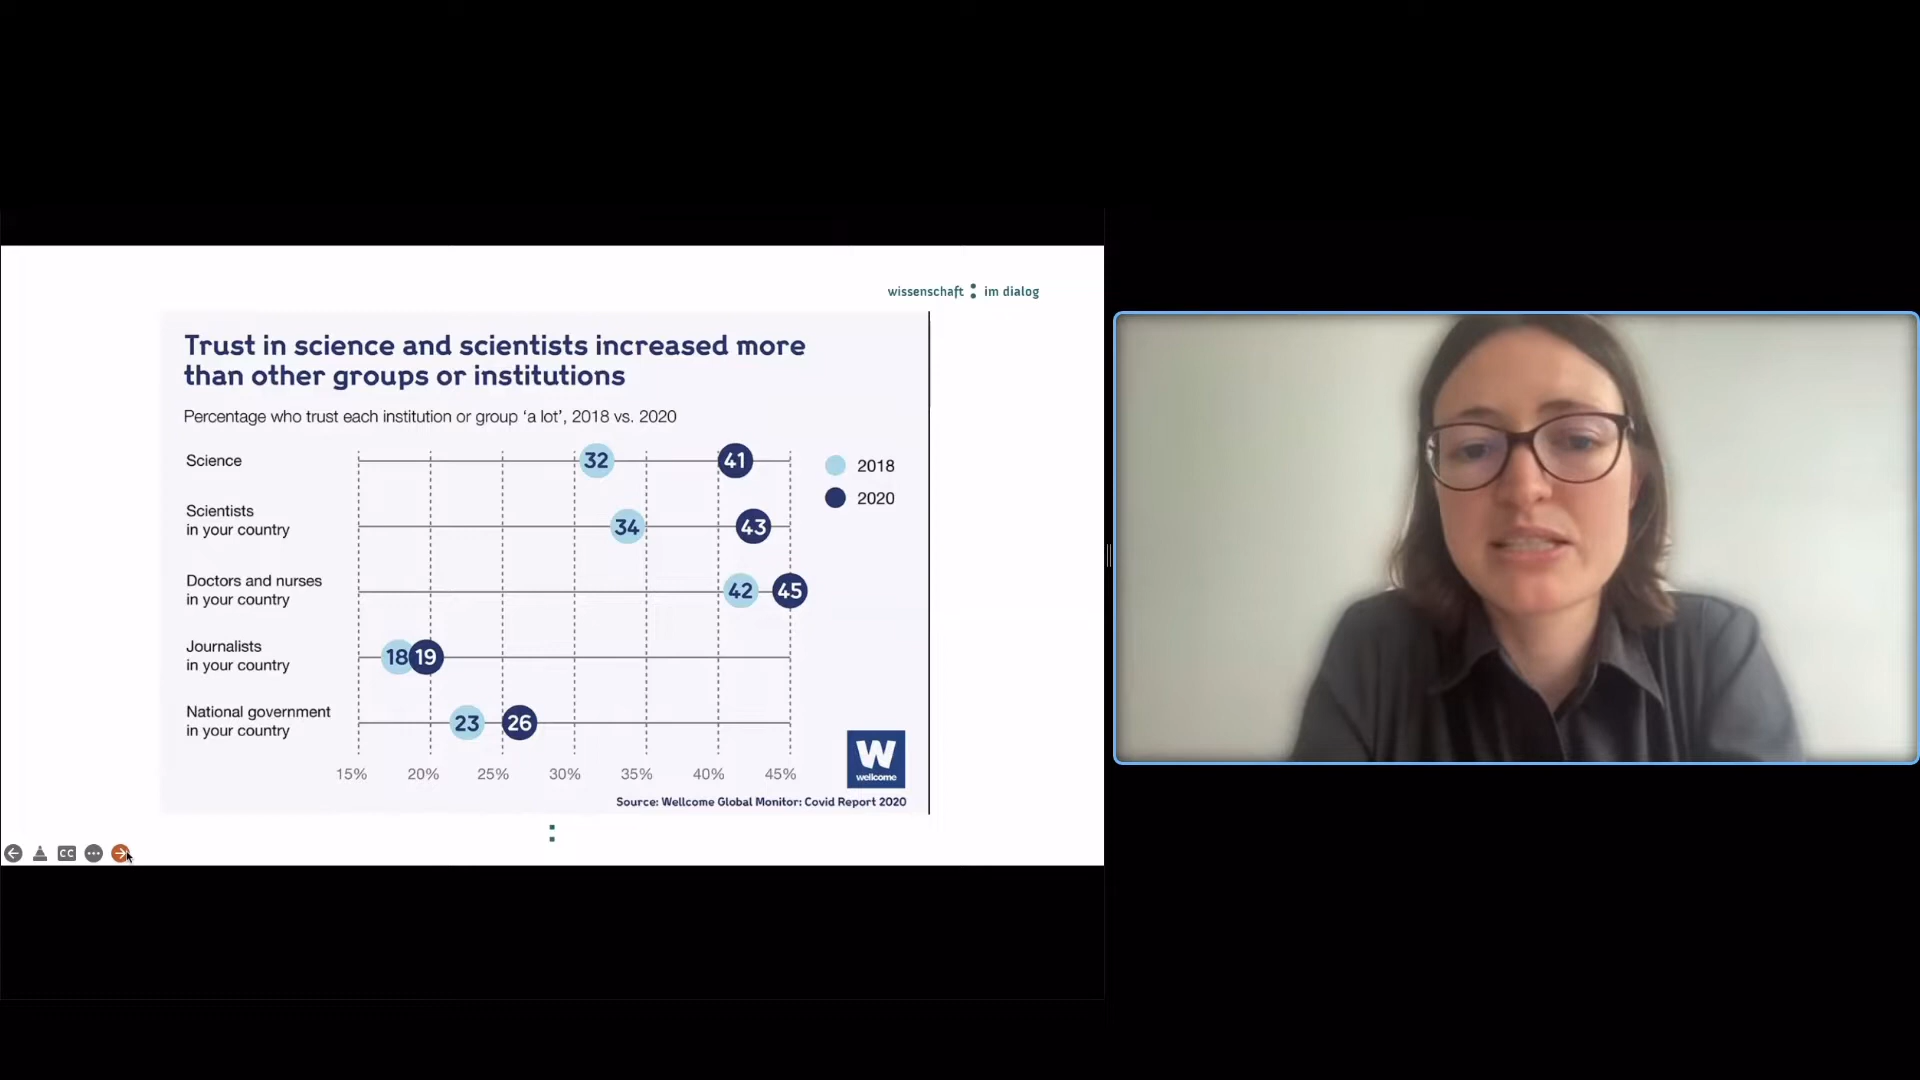 wissenschaft : im dialog
Trust in science and scientists increased more
than other groups or institutions
Percentage who trust each institution or group ‘a lot’, 2018 vs. 2020
Science
32
41
2018
2020
Scientists
in your country
34
43
Doctors and nurses
in your country
42
45
Journalists
in your country
18
19
National government
in your country
23
26
W
wellcome
15% 20% 25% 30% 35% 40% 45%
Source: Wellcome Global Monitor: Covid Report 2020
:
CC